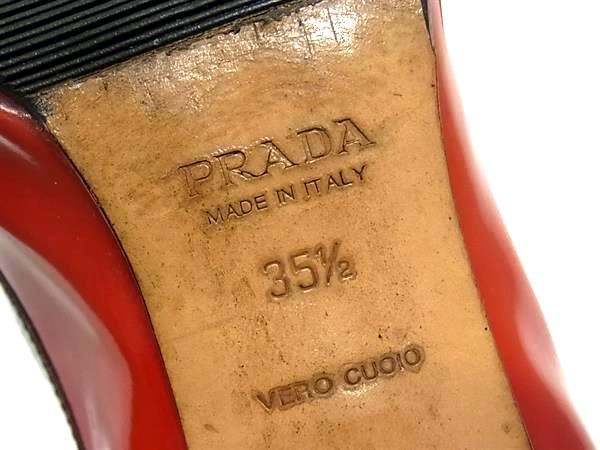 PRADA
MADE IN ITALY
35½
VERO CUOIO